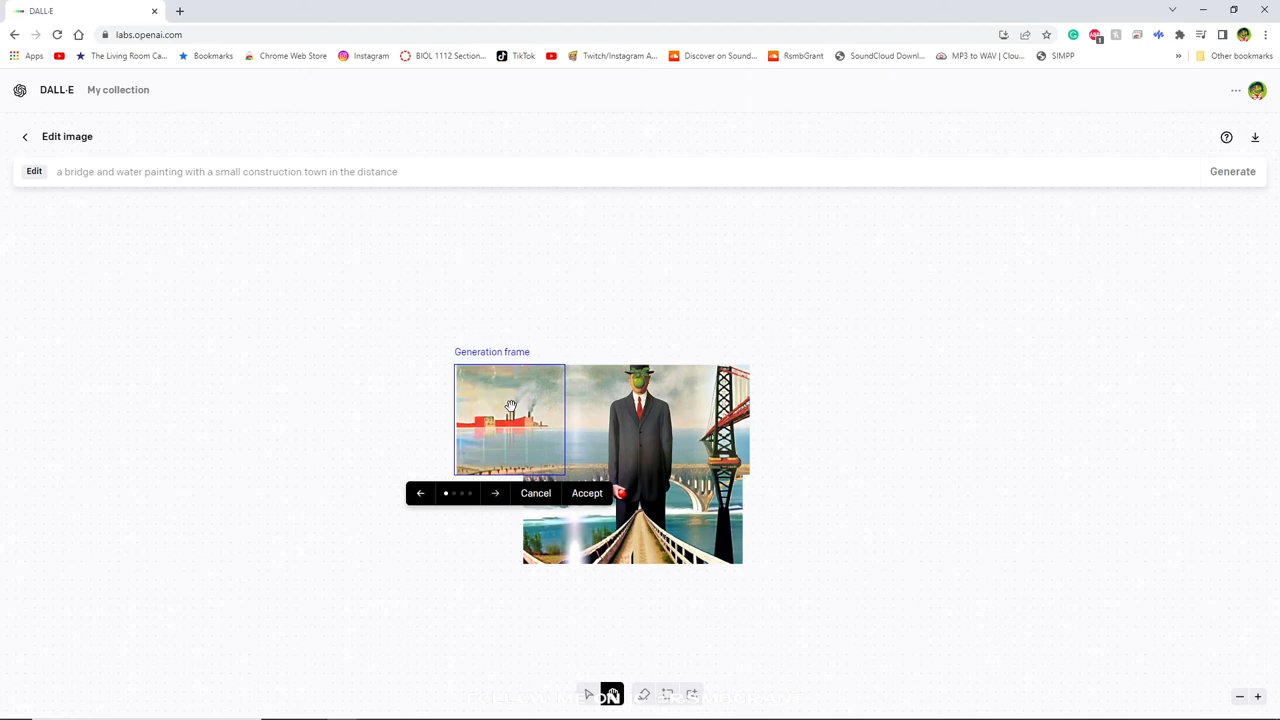 DALL·E
labs.openai.com
Apps The Living Room Ca... Bookmarks Chrome Web Store Instagram BIOL 1112 Section... TikTok Twitch/Instagram A... Discover on Sound... RsmbGrant SoundCloud Downl... MP3 to WAV | Clou... SIMPP » Other bookmarks
DALL·E My collection
Edit image
Edit a bridge and water painting with a small construction town in the distance Generate
Generation frame
Cancel Accept